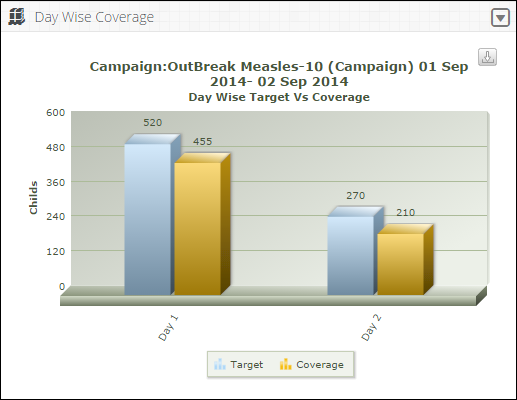 Day Wise Coverage
Campaign:OutBreak Measles-10 (Campaign) 01 Sep
2014- 02 Sep 2014
Day Wise Target Vs Coverage
600
480
360
240
120
0
Childs
520
455
270
210
Day 1
Day 2
Target
Coverage